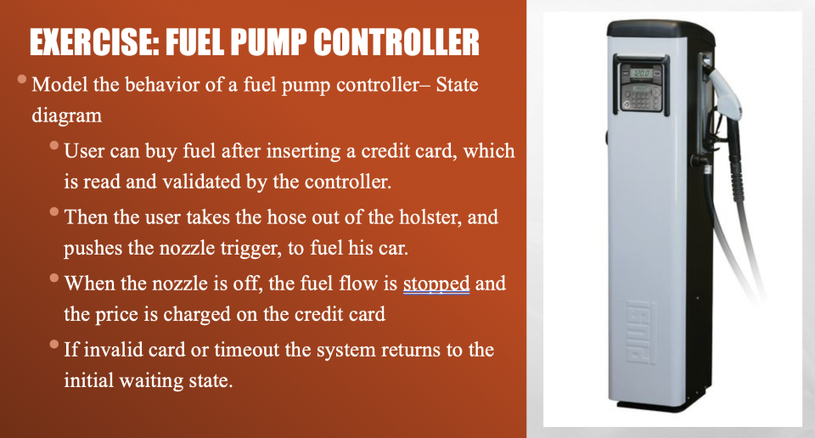 EXERCISE: FUEL PUMP CONTROLLER
Model the behavior of a fuel pump controller– State
diagram
User can buy fuel after inserting a credit card, which
is read and validated by the controller.
Then the user takes the hose out of the holster, and
pushes the nozzle trigger, to fuel his car.
When the nozzle is off, the fuel flow is stopped and
the price is charged on the credit card
If invalid card or timeout the system returns to the
initial waiting state.
PIUSI